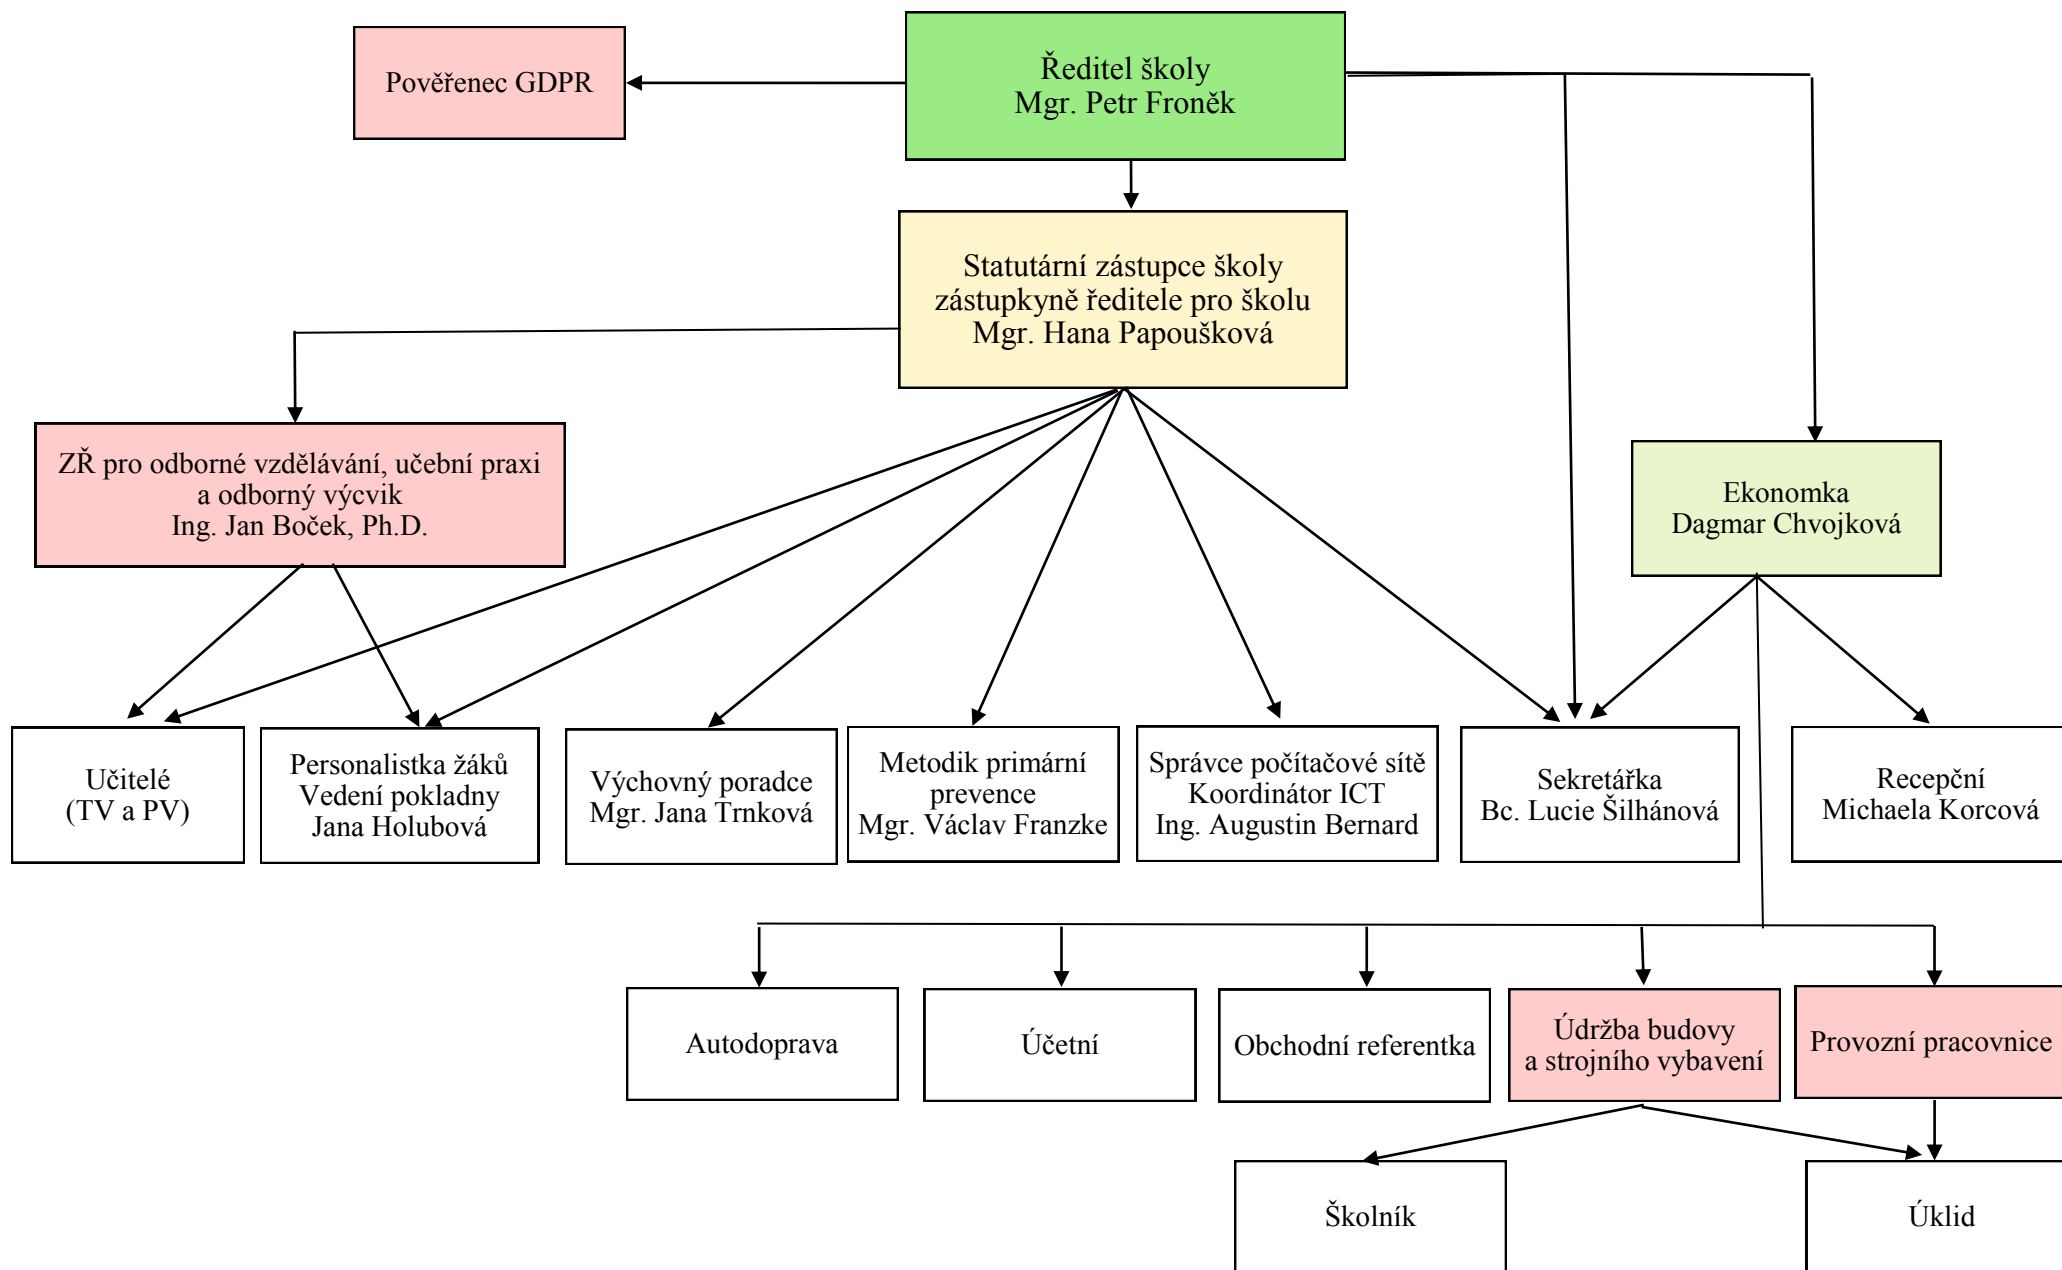 Pověřenec GDPR
Ředitel školy
Mgr. Petr Froněk
Statutární zástupce školy
zástupkyně ředitele pro školu
Mgr. Hana Papoušková
ZŘ pro odborné vzdělávání, učební praxi
a odborný výcvik
Ing. Jan Boček, Ph.D.
Ekonomka
Dagmar Chvojková
Učitelé
(TV a PV)
Personalistka žáků
Vedení pokladny
Jana Holubová
Výchovný poradce
Mgr. Jana Trnková
Metodik primární
prevence
Mgr. Václav Franzke
Správce počítačové sítě
Koordinátor ICT
Ing. Augustin Bernard
Sekretářka
Bc. Lucie Šilhánová
Recepční
Michaela Korcová
Autodoprava
Účetní
Obchodní referentka
Údržba budovy
a strojního vybavení
Provozní pracovnice
Školník
Úklid